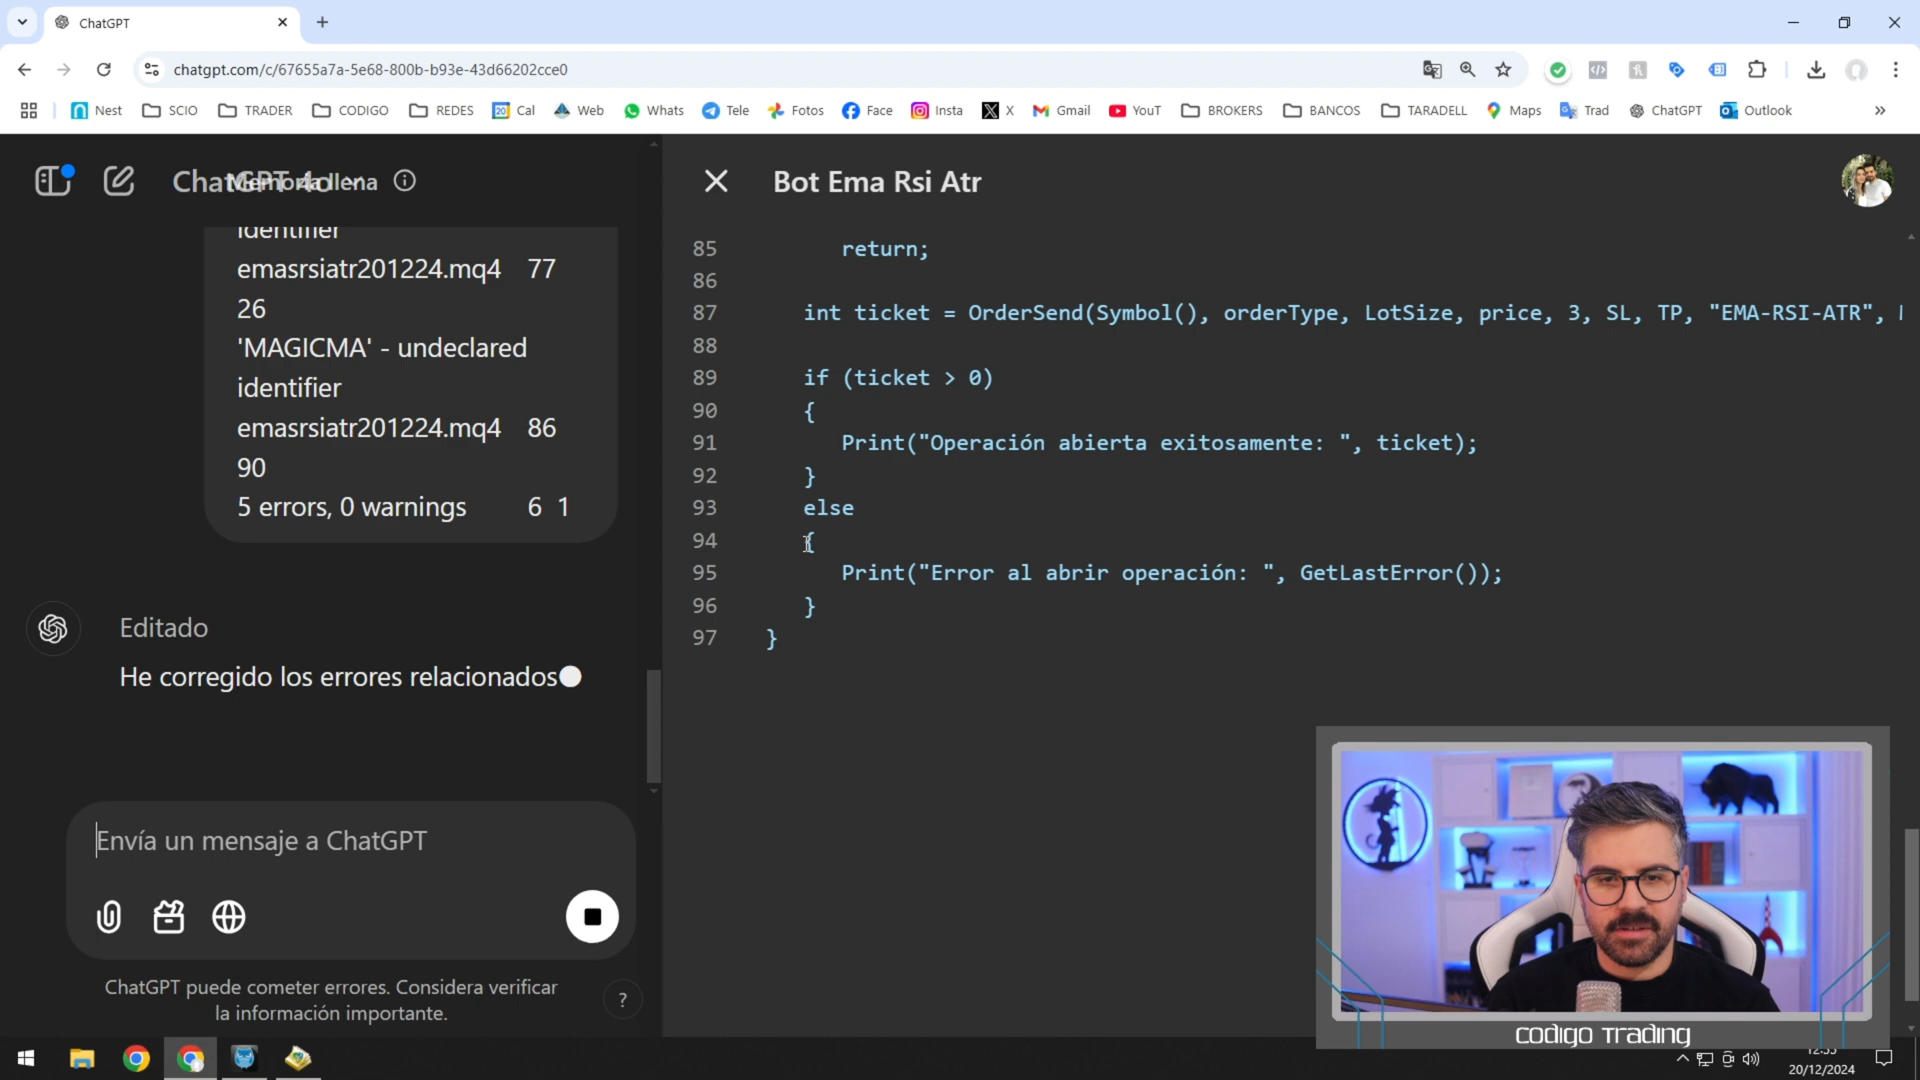 ChatGPT
chatgpt.com/c/67655a7a-5e68-800b-b93e-43d66202cce0
Nest SCIO TRADER CODIGO REDES Cal Web Whats Tele Fotos Face Insta X Gmail YouT BROKERS BANCOS TARADELL Maps Trad ChatGPT Outlook »
ChatGPT 4o Memoria llena
identifier
emasrsiatr201224.mq4 77
26
'MAGICMA' - undeclared
identifier
emasrsiatr201224.mq4 86
90
5 errors, 0 warnings 6 1
Editado
He corregido los errores relacionados
Envía un mensaje a ChatGPT
ChatGPT puede cometer errores. Considera verificar
la información importante.
?
Bot Ema Rsi Atr
85 return;
86
87 int ticket = OrderSend(Symbol(), orderType, LotSize, price, 3, SL, TP, "EMA-RSI-ATR",
88
89 if (ticket > 0)
90 {
91 Print("Operación abierta exitosamente: ", ticket);
92 }
93 else
94 {
95 Print("Error al abrir operación: ", GetLastError());
96 }
97 }
CODIGO TRADING
20/12/2024